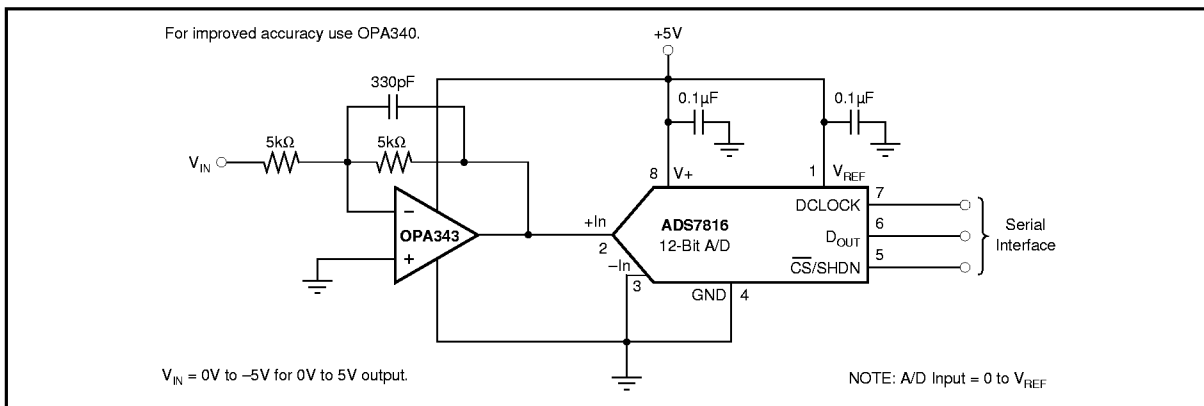 For improved accuracy use OPA340.
+5V
330pF
0.1µF
0.1µF
5kΩ
5kΩ
V_IN
8
V+
1
V_REF
7
DCLOCK
–
OPA343
+
+In
2
ADS7816
12-Bit A/D
6
D_OUT
Serial
Interface
5
C̅S̅/SHDN
–In
3
GND
4
V_IN = 0V to –5V for 0V to 5V output.
NOTE: A/D Input = 0 to V_REF